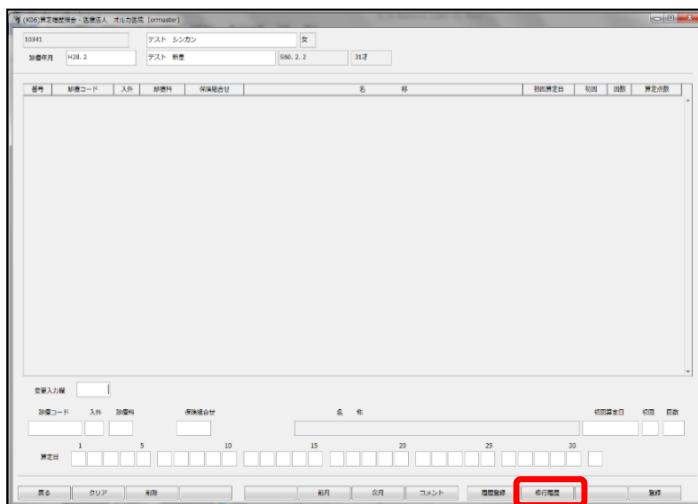 (K06)算定履歴照会 - 医療法人 オルカ医院 [ormaster]
10341 テスト シンカン 女
診療年月 H28. 2 テスト 新患 S60. 2. 2 31才
番号 診療コード 入外 診療科 保険組合せ 名 称 初回算定日 初回 回数 算定点数
変更入力欄
診療コード 入外 診療科 保険組合せ 名 称 初回算定日 初回 回数
1 5 10 15 20 25 30
算定日
戻る クリア 削除 前月 次月 コメント 履歴登録 移行履歴 登録